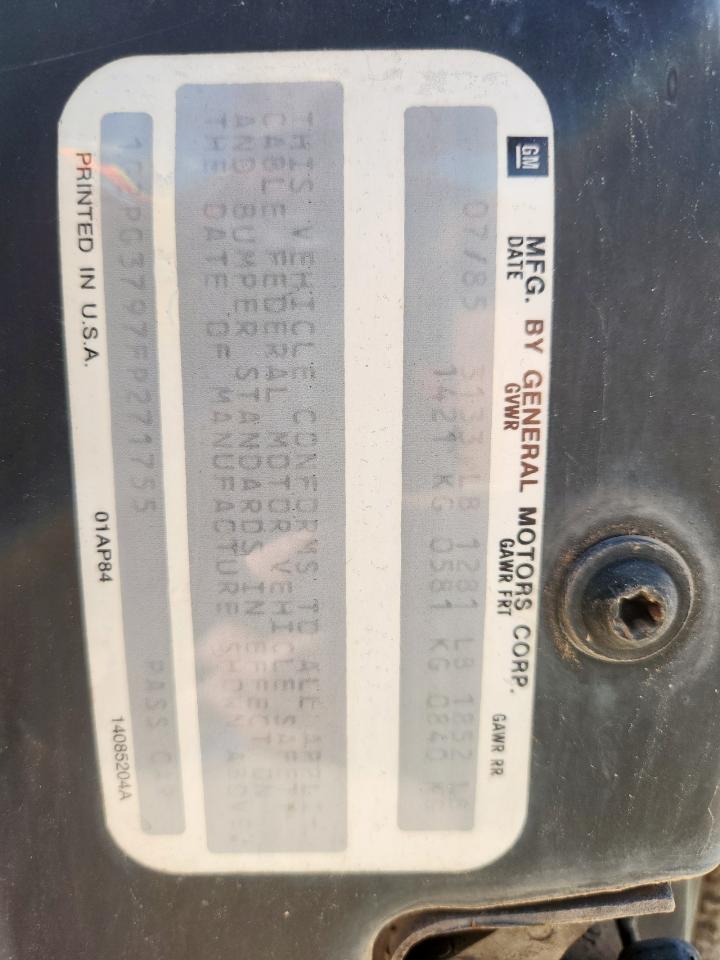 GM MFG. BY GENERAL MOTORS CORP.
DATE GVWR GAWR FRT GAWR RR
07/85 3133 LB 1281 LB 1852 LB
1421 KG 0581 KG 0840 KG
THIS VEHICLE CONFORMS TO ALL APPLI-
CABLE FEDERAL MOTOR VEHICLE SAFETY
AND BUMPER STANDARDS IN EFFECT ON
THE DATE OF MANUFACTURE SHOWN ABOVE.
PASS CAR
PRINTED IN U.S.A. 01AP84 14085204A